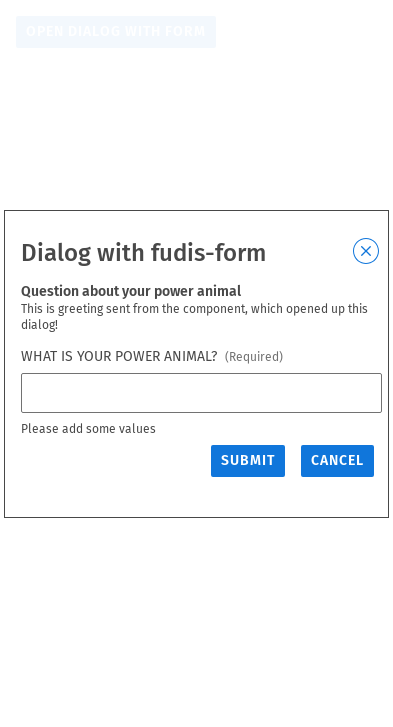 OPEN DIALOG WITH FORM
Dialog with fudis-form
Question about your power animal
This is greeting sent from the component, which opened up this
dialog!
WHAT IS YOUR POWER ANIMAL? (Required)
Please add some values
SUBMIT CANCEL